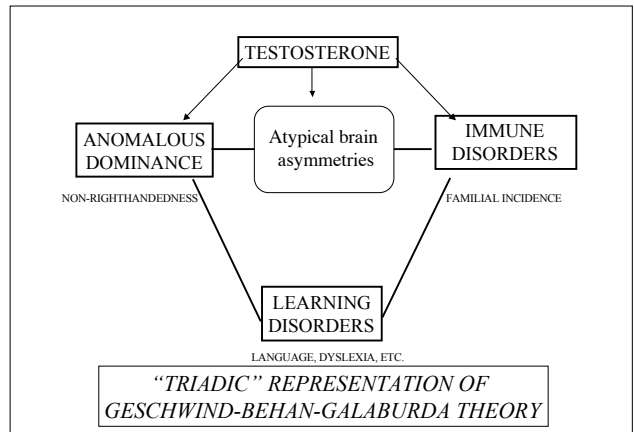 TESTOSTERONE
ANOMALOUS
DOMINANCE
Atypical brain
asymmetries
IMMUNE
DISORDERS
NON-RIGHTHANDEDNESS
FAMILIAL INCIDENCE
LEARNING
DISORDERS
LANGUAGE, DYSLEXIA, ETC.
“TRIADIC” REPRESENTATION OF
GESCHWIND-BEHAN-GALABURDA THEORY